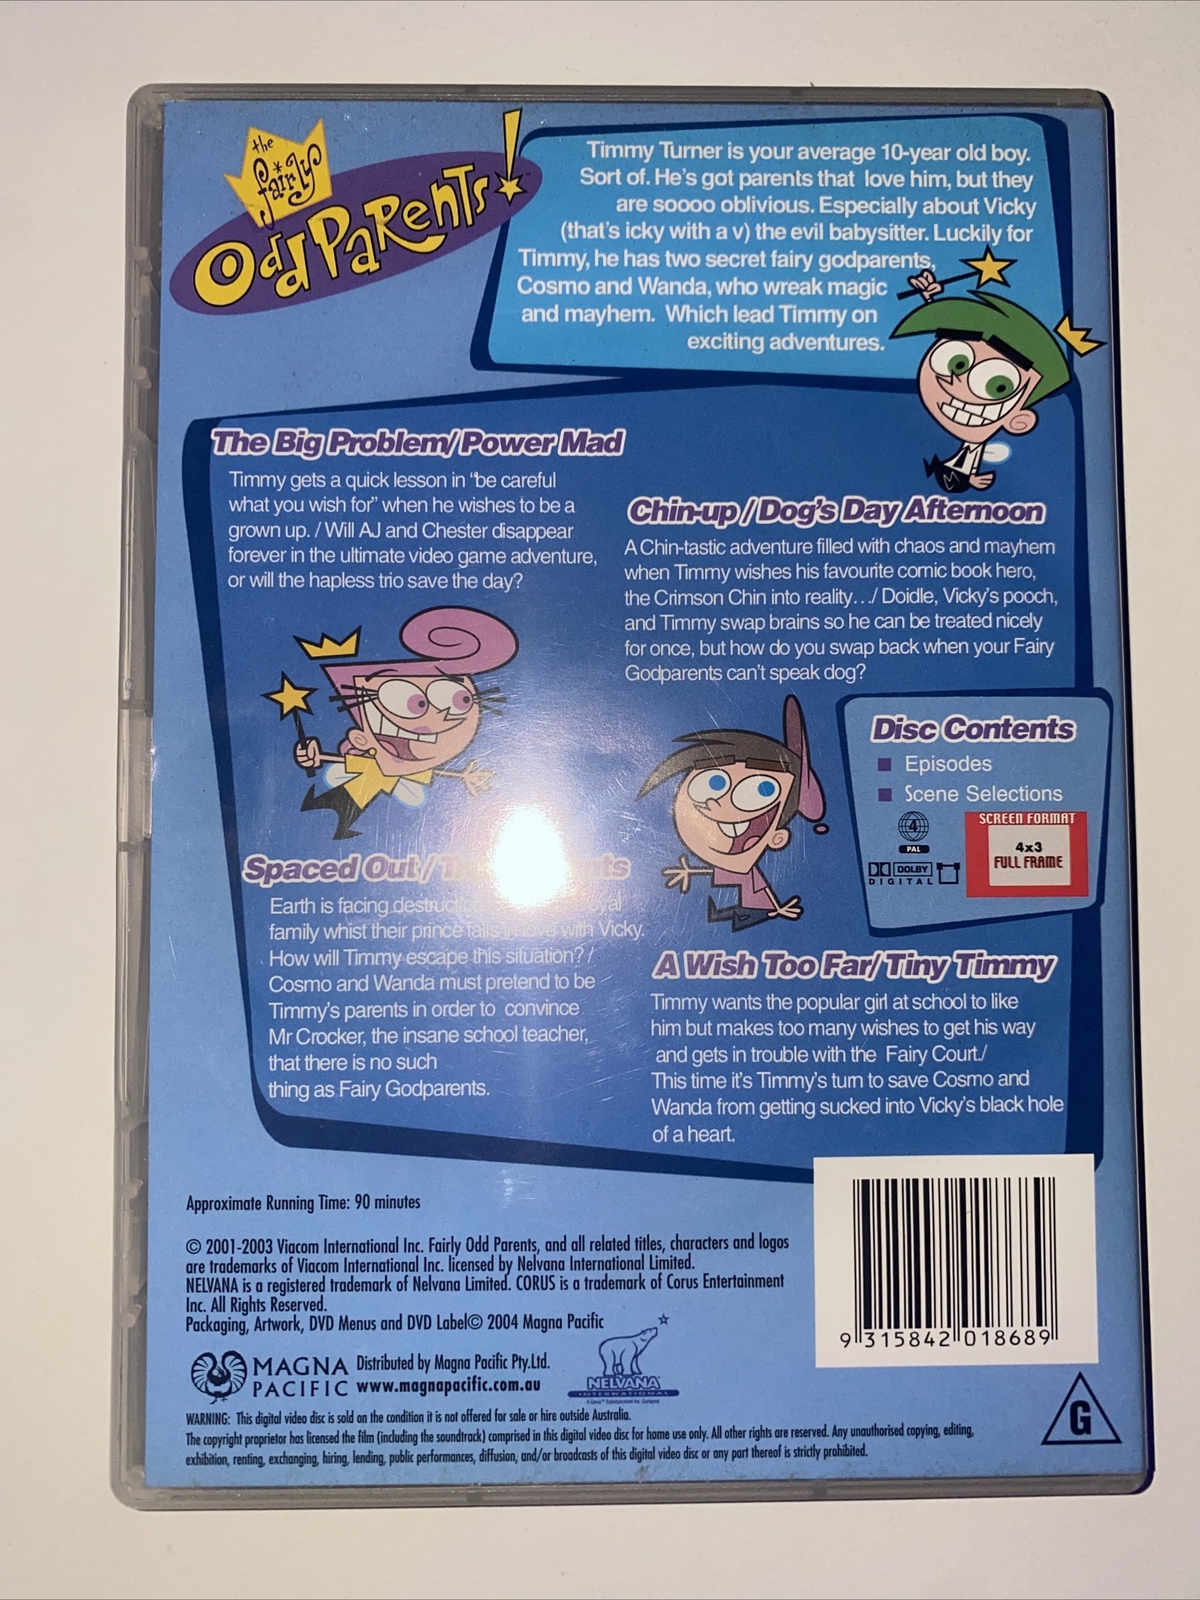 the fairly
OddParents!
Timmy Turner is your average 10-year old boy.
Sort of. He's got parents that love him, but they
are soooo oblivious. Especially about Vicky
(that's icky with a v) the evil babysitter. Luckily for
Timmy, he has two secret fairy godparents,
Cosmo and Wanda, who wreak magic
and mayhem. Which lead Timmy on
exciting adventures.
The Big Problem/Power Mad
Timmy gets a quick lesson in "be careful
what you wish for" when he wishes to be a
grown up. / Will AJ and Chester disappear
forever in the ultimate video game adventure,
or will the hapless trio save the day?
Chin-up / Dog's Day Afternoon
A Chin-tastic adventure filled with chaos and mayhem
when Timmy wishes his favourite comic book hero,
the Crimson Chin into reality.../ Doidle, Vicky's pooch,
and Timmy swap brains so he can be treated nicely
for once, but how do you swap back when your Fairy
Godparents can't speak dog?
Disc Contents
Episodes
Scene Selections
4
PAL
DOLBY
DIGITAL
SCREEN FORMAT
4x3
FULL FRAME
Spaced Out /
Earth is facing
family whist their prince falls in love with Vicky.
How will Timmy escape this situation? /
Cosmo and Wanda must pretend to be
Timmy's parents in order to convince
Mr Crocker, the insane school teacher,
that there is no such
thing as Fairy Godparents.
A Wish Too Far/ Tiny Timmy
Timmy wants the popular girl at school to like
him but makes too many wishes to get his way
and gets in trouble with the Fairy Court./
This time it's Timmy's turn to save Cosmo and
Wanda from getting sucked into Vicky's black hole
of a heart.
Approximate Running Time: 90 minutes
© 2001-2003 Viacom International Inc. Fairly Odd Parents, and all related titles, characters and logos
are trademarks of Viacom International Inc. licensed by Nelvana International Limited.
NELVANA is a registered trademark of Nelvana Limited. CORUS is a trademark of Corus Entertainment
Inc. All Rights Reserved.
Packaging, Artwork, DVD Menus and DVD Label© 2004 Magna Pacific
MAGNA
PACIFIC
Distributed by Magna Pacific Pty.Ltd.
www.magnapacific.com.au
NELVANA
INTERNATIONAL
9 315842 018689
G
WARNING: This digital video disc is sold on the condition it is not offered for sale or hire outside Australia.
The copyright proprietor has licensed the film (including the soundtrack) comprised in this digital video disc for home use only. All other rights are reserved. Any unauthorised copying, editing,
exhibition, renting, exchanging, hiring, lending, public performances, diffusion, and/or broadcasts of this digital video disc or any part thereof is strictly prohibited.